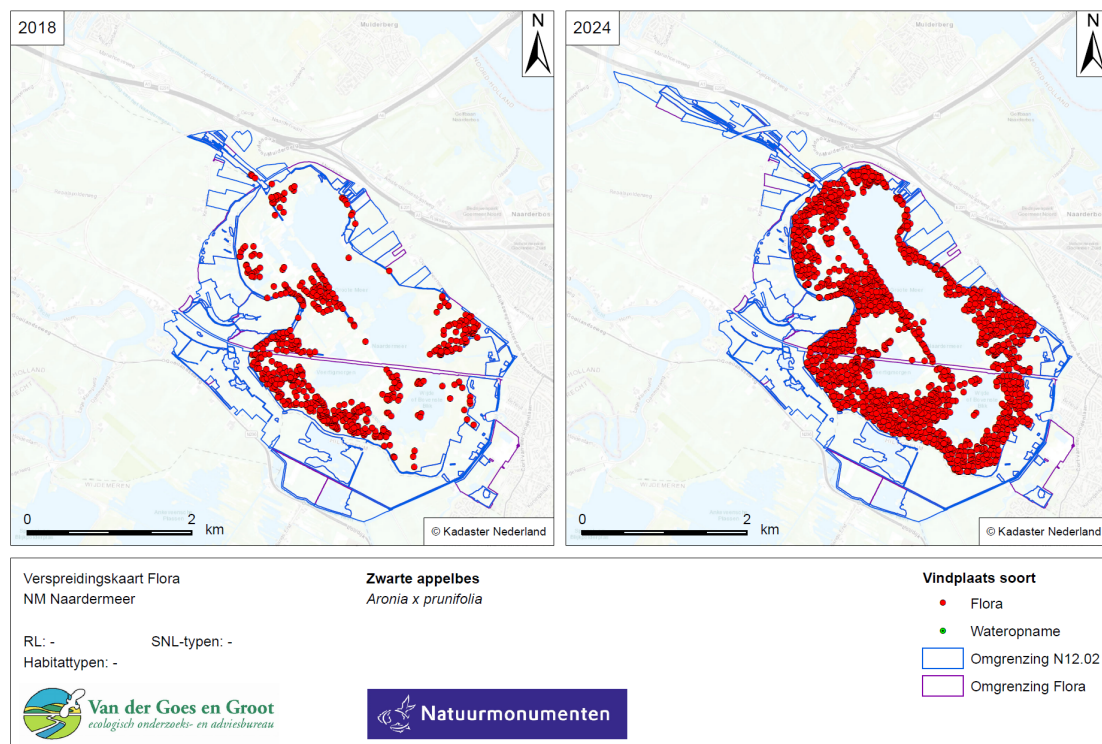 2018
N
Muiderberg
Naarderbos
0 2 km
© Kadaster Nederland
2024
N
Muiderberg
Naarderbos
0 2 km
© Kadaster Nederland
Verspreidingskaart Flora
NM Naardermeer
RL: - SNL-typen: -
Habitattypen: -
Van der Goes en Groot
ecologisch onderzoeks- en adviesbureau
Zwarte appelbes
Aronia x prunifolia
Natuurmonumenten
Vindplaats soort
Flora
Wateropname
Omgrenzing N12.02
Omgrenzing Flora